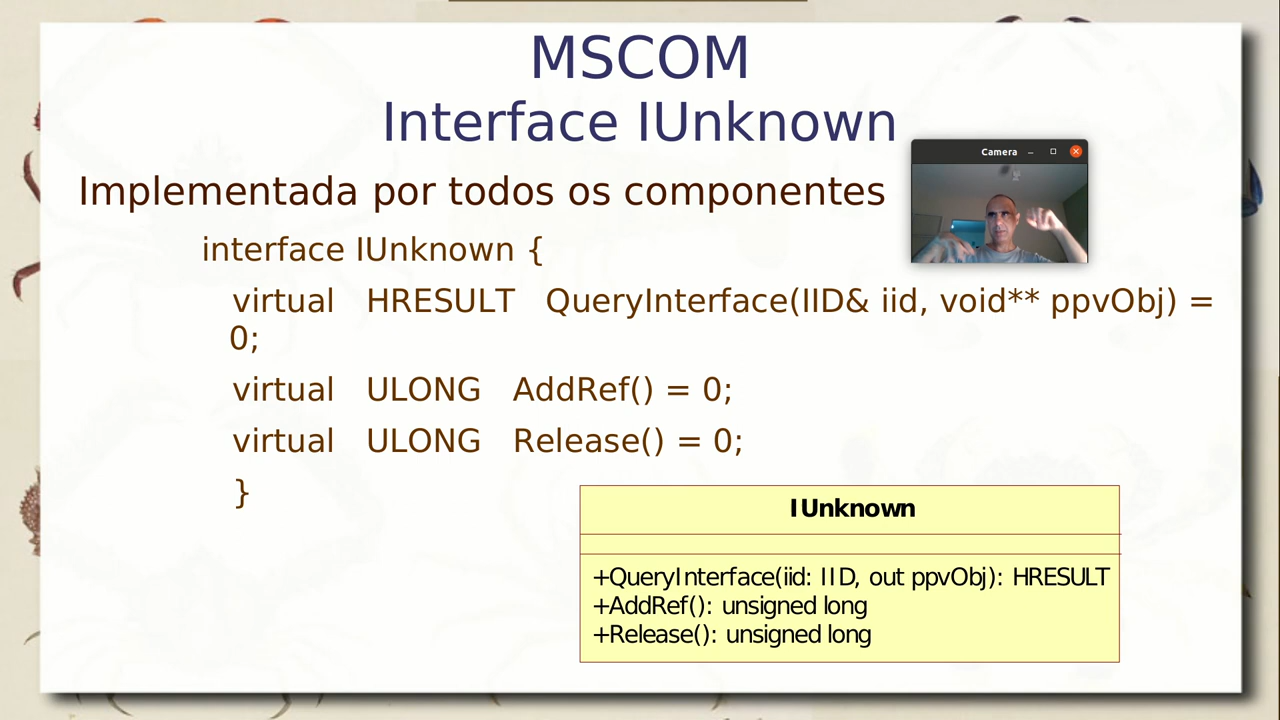 MSCOM
Interface IUnknown
Camera
Implementada por todos os componentes
interface IUnknown {
virtual HRESULT QueryInterface(IID& iid, void** ppvObj) =
0;
virtual ULONG AddRef() = 0;
virtual ULONG Release() = 0;
}
IUnknown
+QueryInterface(iid: IID, out ppvObj): HRESULT
+AddRef(): unsigned long
+Release(): unsigned long